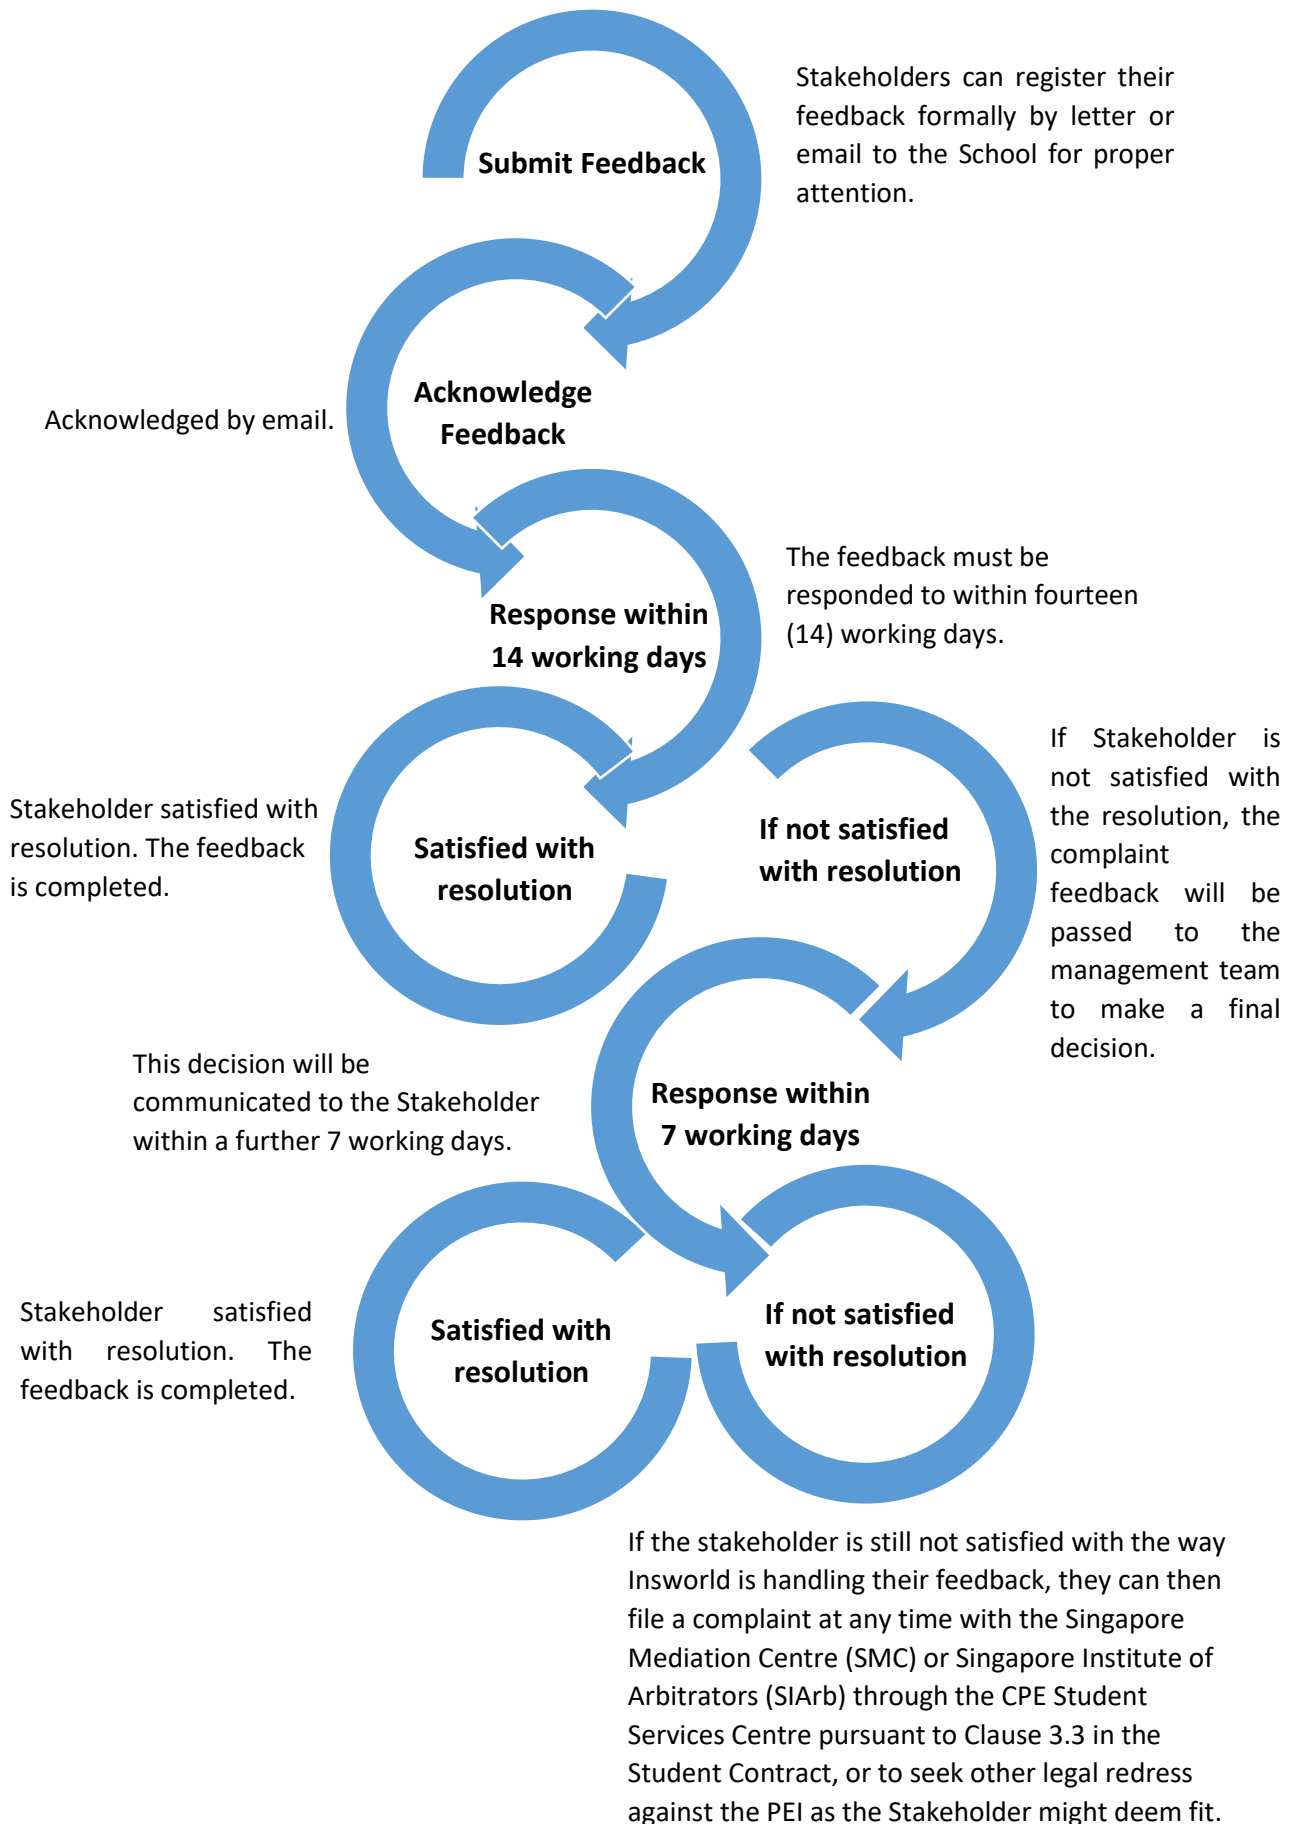 Stakeholders can register their
feedback formally by letter or
email to the School for proper
attention.
Submit Feedback
Acknowledge
Feedback
Acknowledged by email.
The feedback must be
responded to within fourteen
(14) working days.
Response within
14 working days
Stakeholder satisfied with
resolution. The feedback
is completed.
Satisfied with
resolution
If not satisfied
with resolution
If Stakeholder is
not satisfied with
the resolution, the
complaint
feedback will be
passed to the
management team
to make a final
decision.
This decision will be
communicated to the Stakeholder
within a further 7 working days.
Response within
7 working days
Stakeholder satisfied
with resolution. The
feedback is completed.
Satisfied with
resolution
If not satisfied
with resolution
If the stakeholder is still not satisfied with the way
Insworld is handling their feedback, they can then
file a complaint at any time with the Singapore
Mediation Centre (SMC) or Singapore Institute of
Arbitrators (SIArb) through the CPE Student
Services Centre pursuant to Clause 3.3 in the
Student Contract, or to seek other legal redress
against the PEI as the Stakeholder might deem fit.